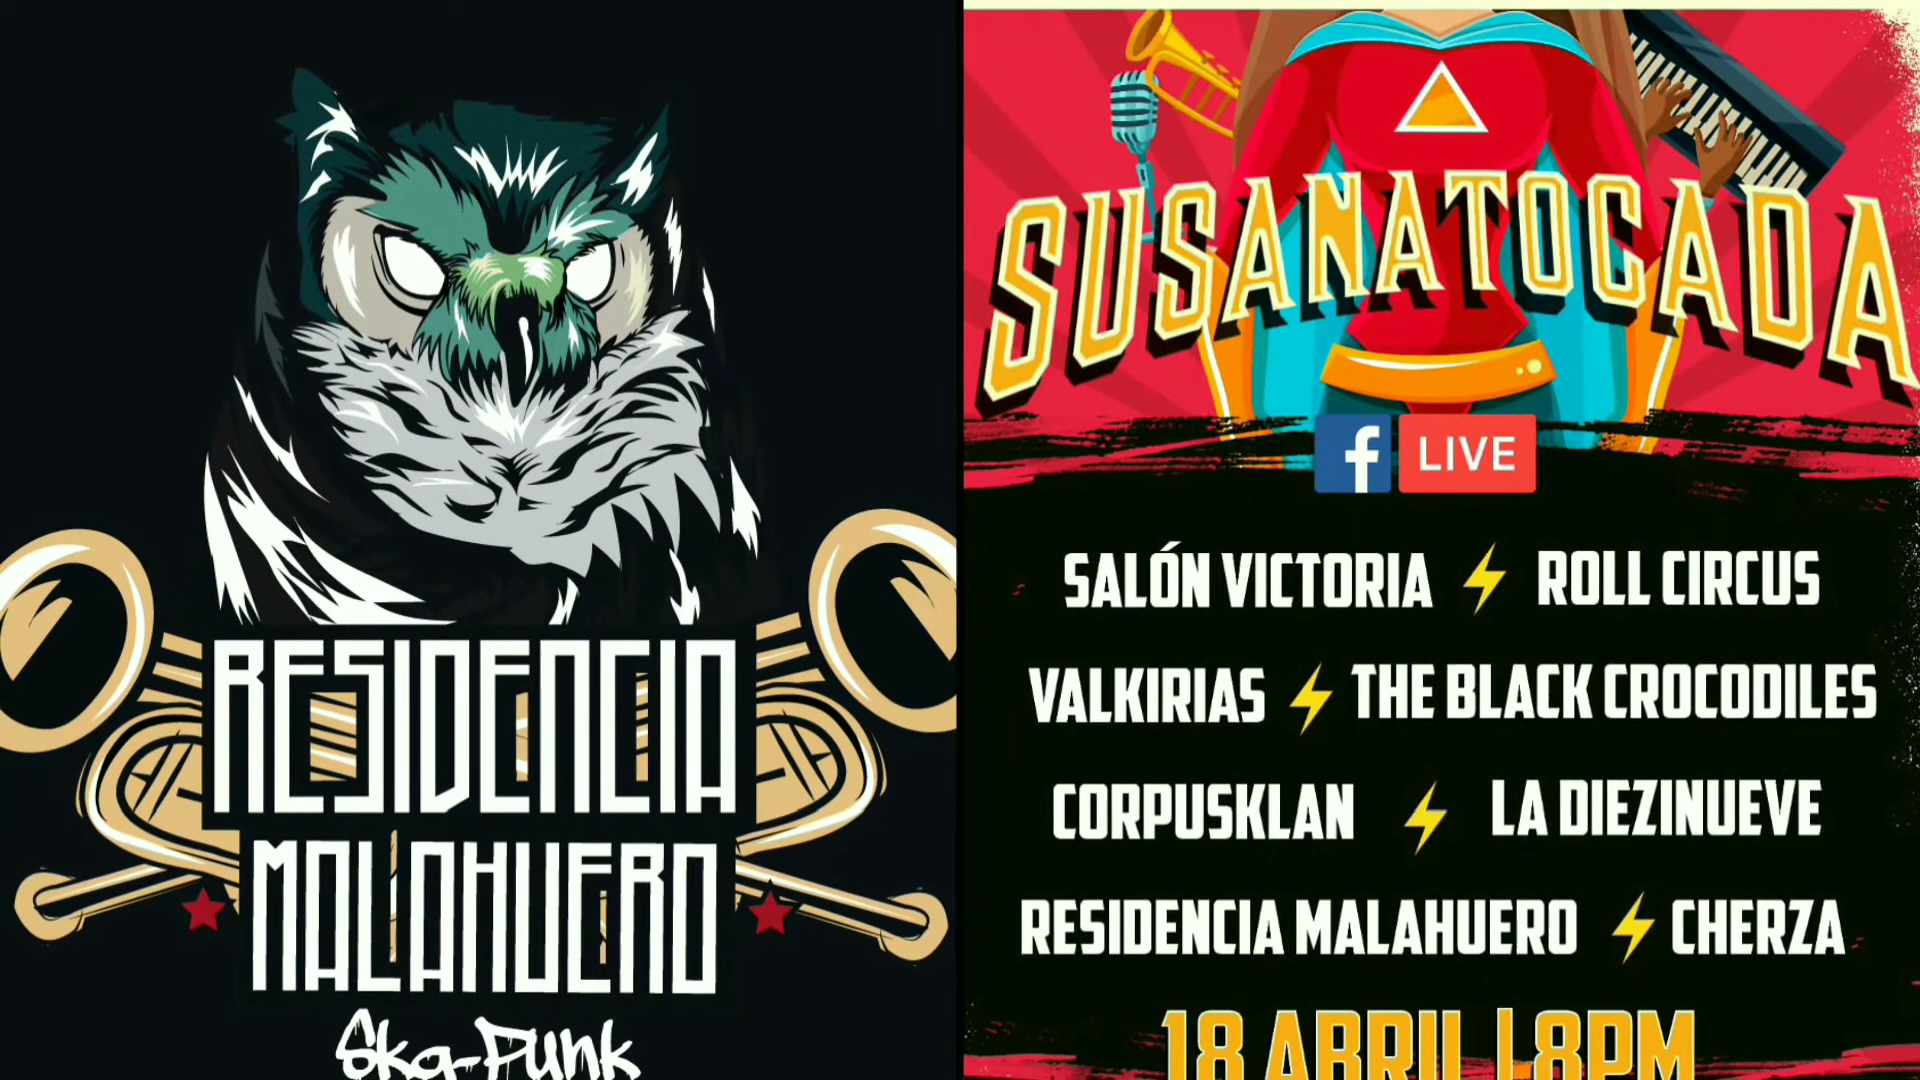 RESIDENCIA
MALAHUERO
Ska-Punk
SUSANATOCADA
f LIVE
SALÓN VICTORIA ROLL CIRCUS
VALKIRIAS THE BLACK CROCODILES
CORPUSKLAN LA DIEZINUEVE
RESIDENCIA MALAHUERO CHERZA
18 ABRIL | 8PM